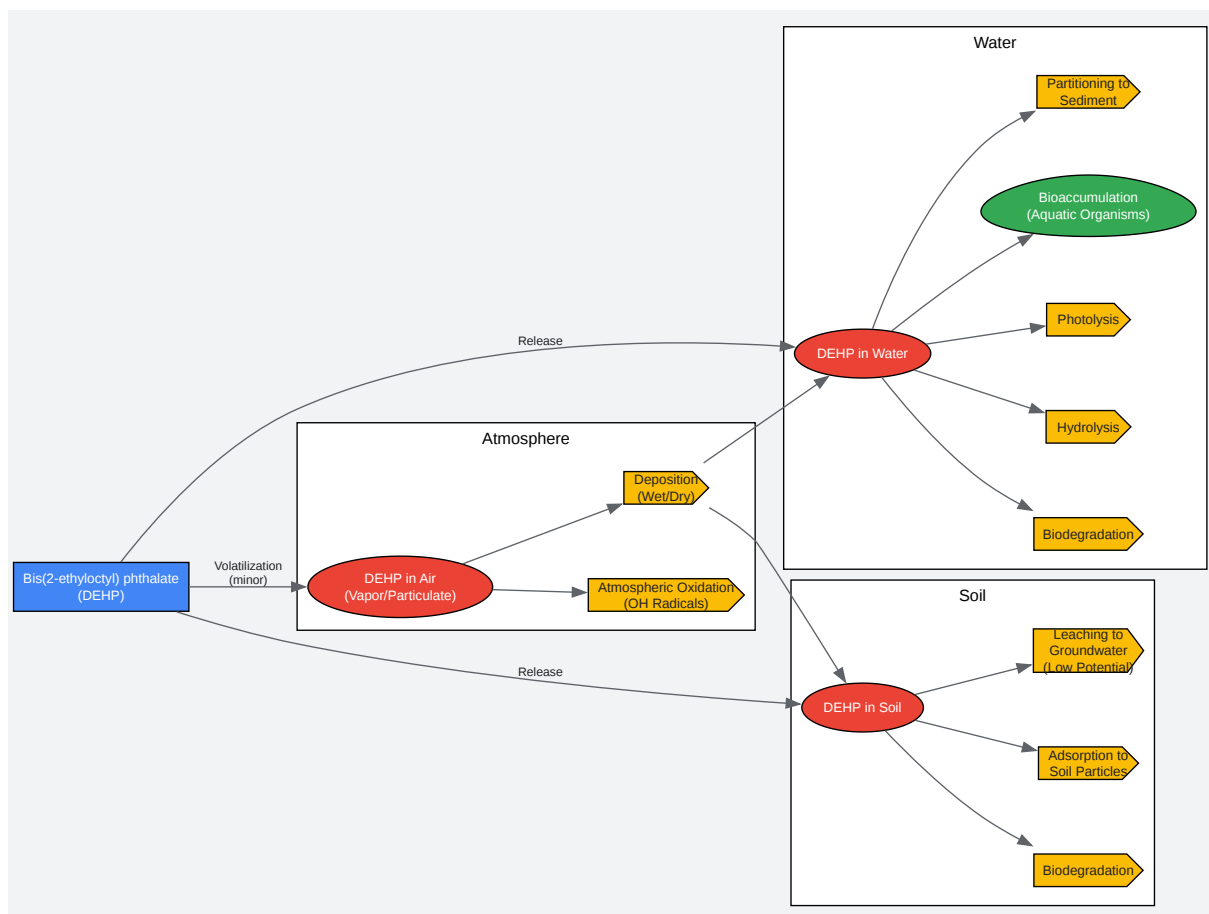 Water
Partitioning to
Sediment
Bioaccumulation
(Aquatic Organisms)
Photolysis
DEHP in Water
Hydrolysis
Biodegradation
Release
Atmosphere
Deposition
(Wet/Dry)
Volatilization
(minor)
Bis(2-ethyloctyl) phthalate
(DEHP)
DEHP in Air
(Vapor/Particulate)
Atmospheric Oxidation
(OH Radicals)
Release
Soil
Leaching to
Groundwater
(Low Potential)
DEHP in Soil
Adsorption to
Soil Particles
Biodegradation